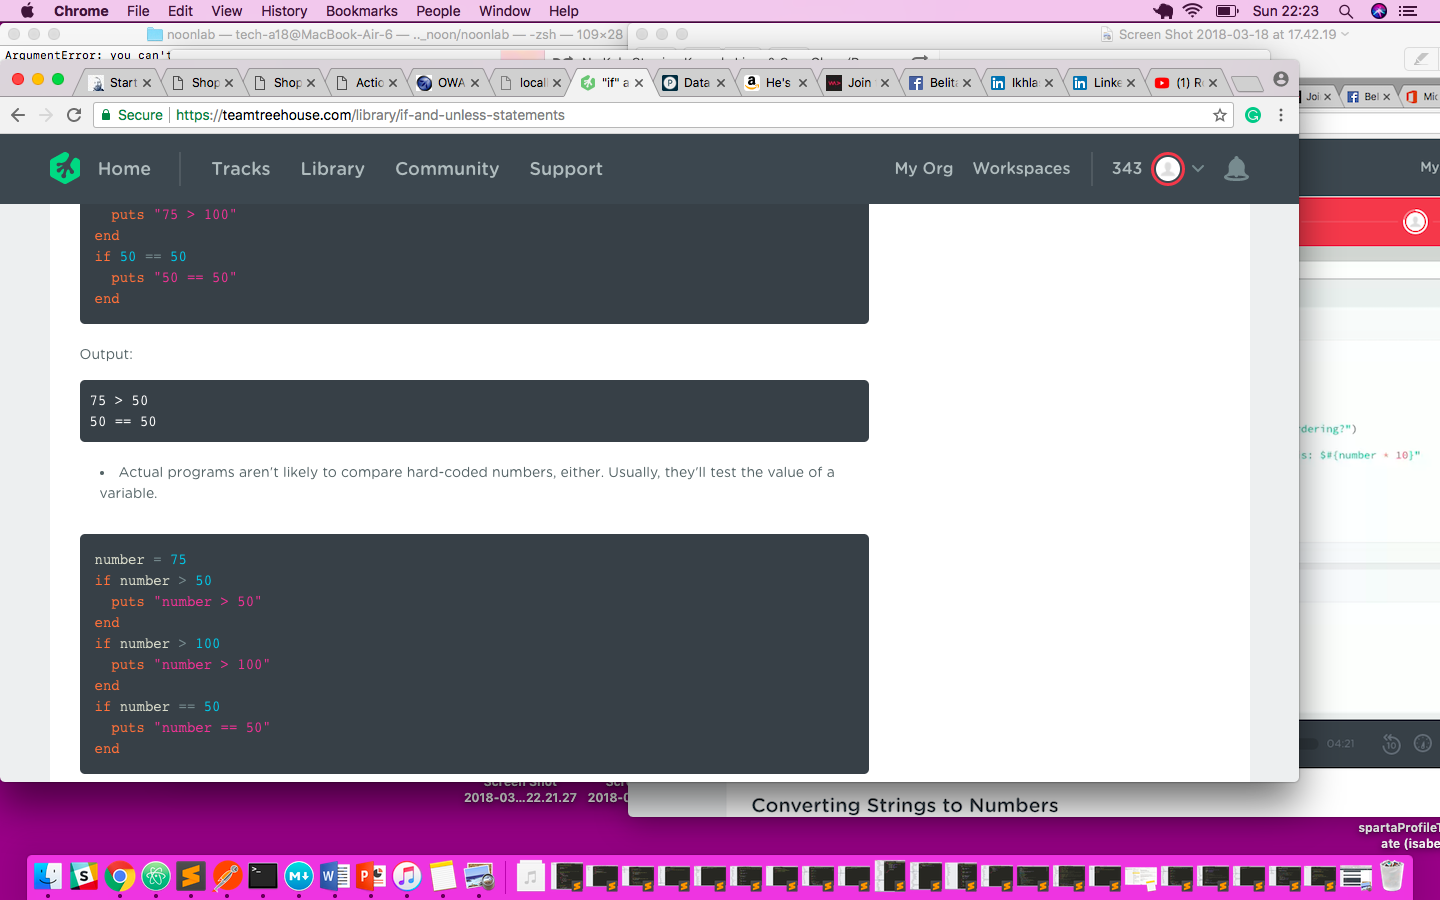 Chrome File Edit View History Bookmarks People Window Help Sun 22:23
noonlab — tech-a18@MacBook-Air-6 — .._noon/noonlab — -zsh — 109×28
Screen Shot 2018-03-18 at 17.42.19
ArgumentError: you can't
Start Shop Shop Actio OWA local "if" a Data He's Join Belit Ikhla Linke (1) R
Joi Bel Mic
Secure https://teamtreehouse.com/library/if-and-unless-statements
Home Tracks Library Community Support My Org Workspaces 343
My
puts "75 > 100"
end
if 50 == 50
puts "50 == 50"
end
Output:
75 > 50
50 == 50
dering?")
s: $#{number * 10}"
• Actual programs aren't likely to compare hard-coded numbers, either. Usually, they'll test the value of a
variable.
number = 75
if number > 50
puts "number > 50"
end
if number > 100
puts "number > 100"
end
if number == 50
puts "number == 50"
end
04:21
10
Screen Shot
2018-03...22.21.27 2018-0
Converting Strings to Numbers
spartaProfileT
ate (isabe